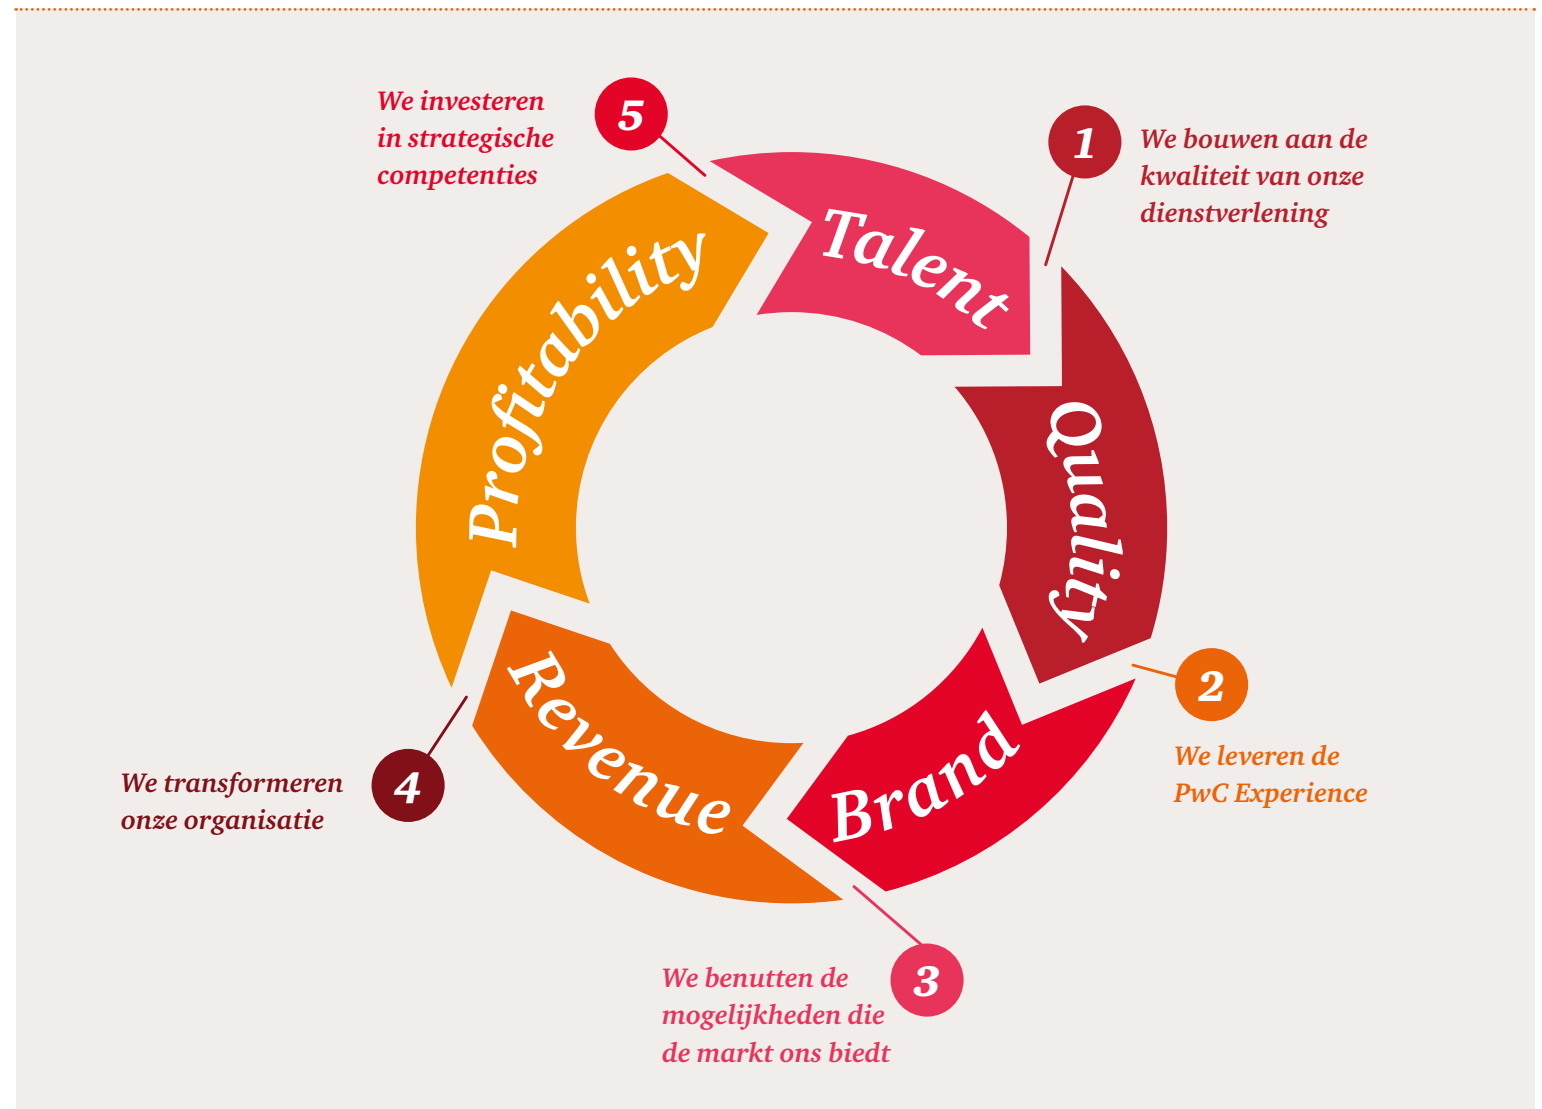 5
We investeren
in strategische
competenties
1
We bouwen aan de
kwaliteit van onze
dienstverlening
Talent
Quality
Profitability
2
We leveren de
PwC Experience
Brand
Revenue
4
We transformeren
onze organisatie
3
We benutten de
mogelijkheden die
de markt ons biedt